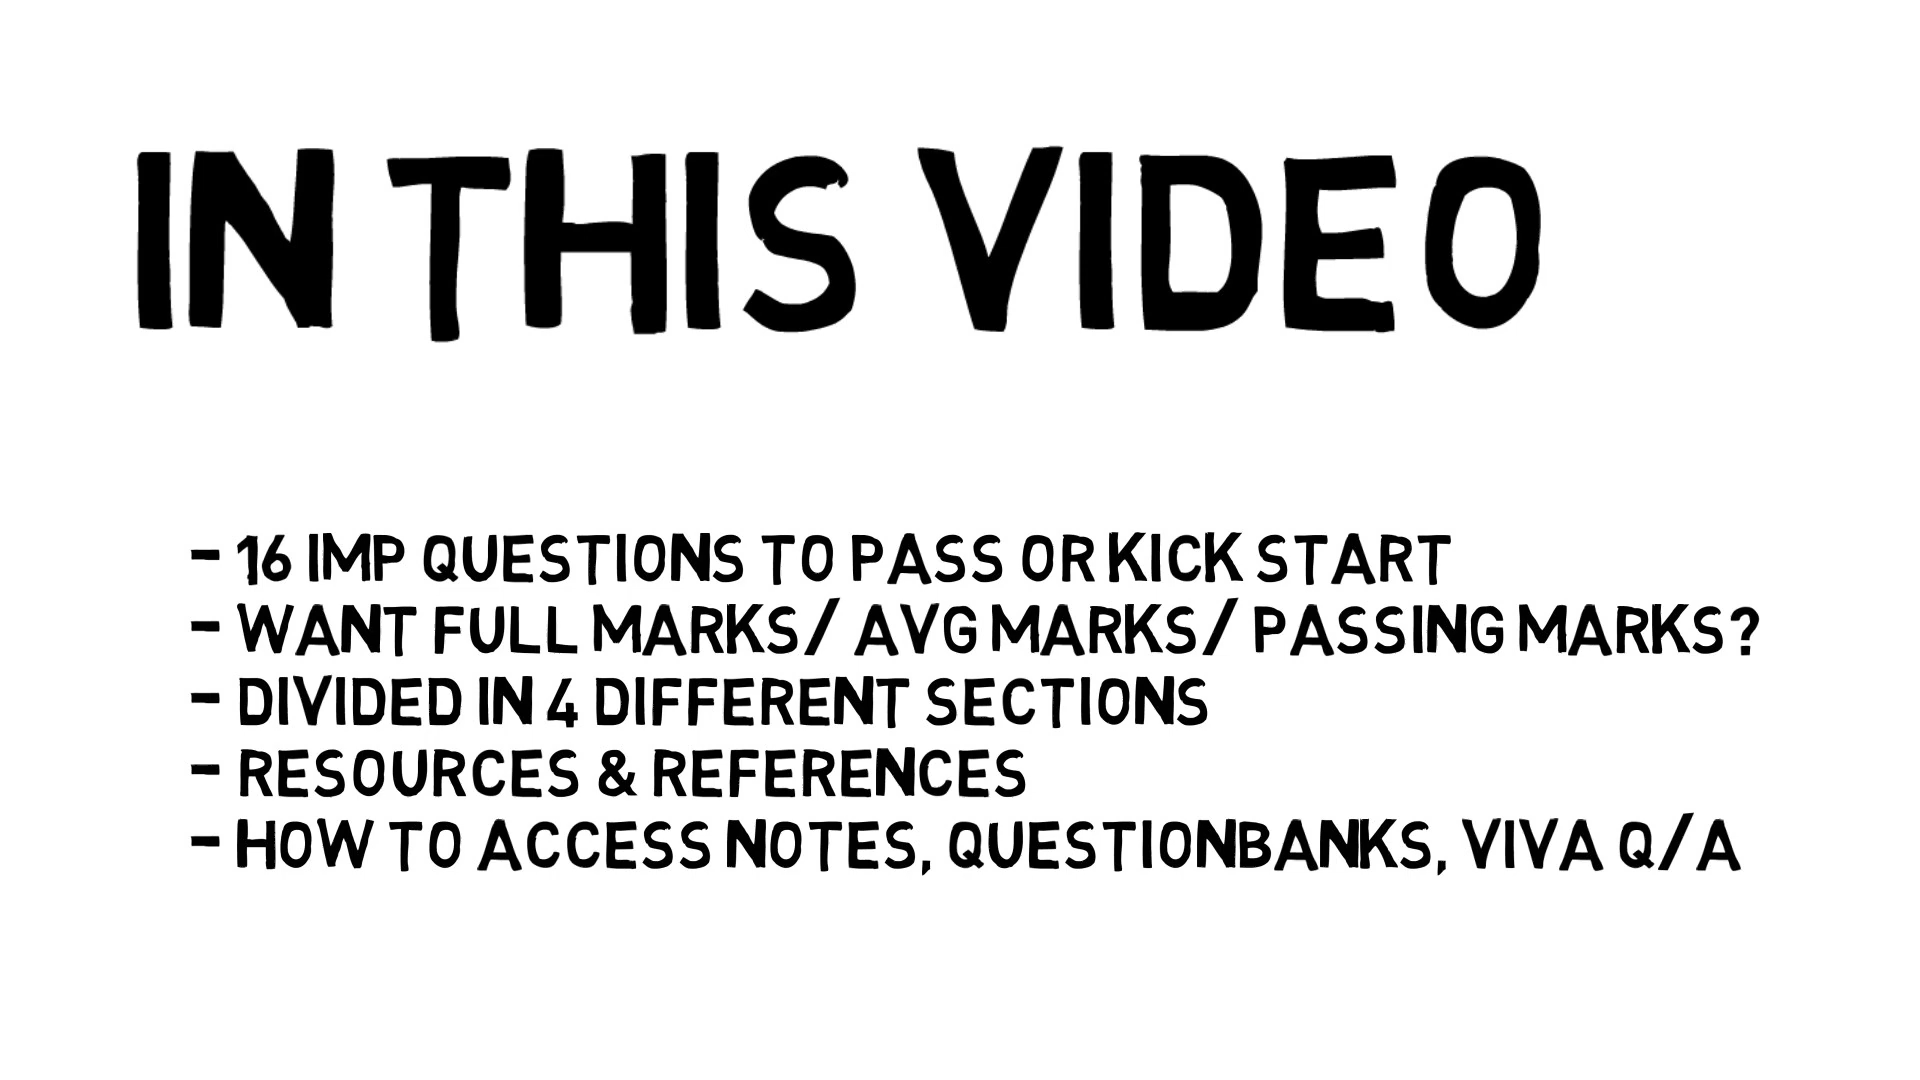 IN THIS VIDEO
- 16 IMP QUESTIONS TO PASS OR KICK START
- WANT FULL MARKS/ AVG MARKS/ PASSING MARKS?
- DIVIDED IN 4 DIFFERENT SECTIONS
- RESOURCES & REFERENCES
- HOW TO ACCESS NOTES, QUESTIONBANKS, VIVA Q/A